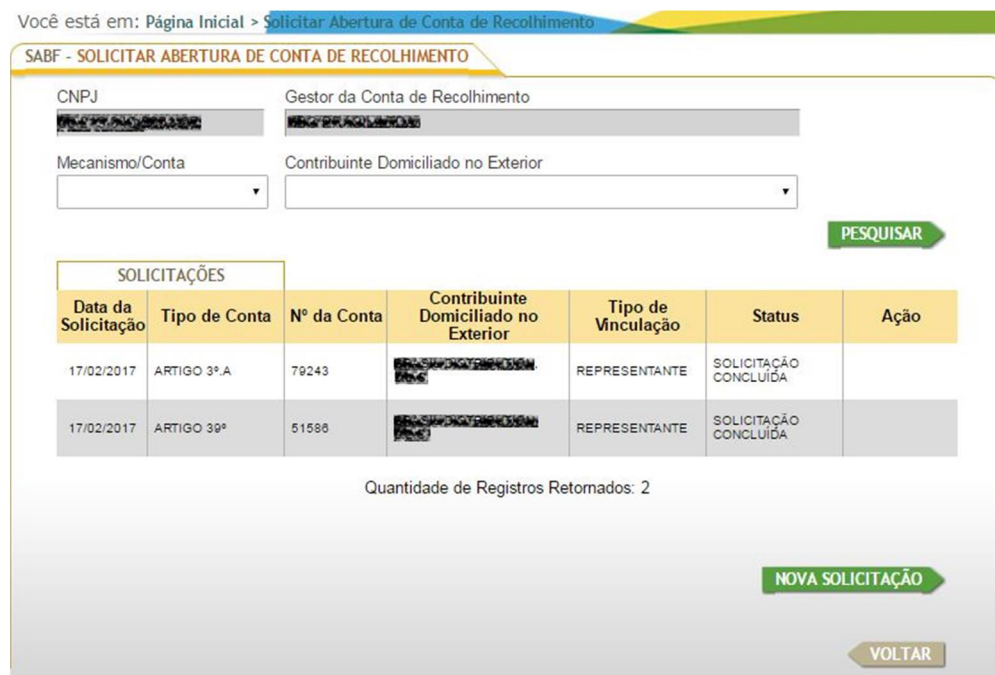 Você está em: Página Inicial > Solicitar Abertura de Conta de Recolhimento
SABF - SOLICITAR ABERTURA DE CONTA DE RECOLHIMENTO
CNPJ Gestor da Conta de Recolhimento
Mecanismo/Conta Contribuinte Domiciliado no Exterior
PESQUISAR
SOLICITAÇÕES
Data da Solicitação Tipo de Conta Nº da Conta Contribuinte Domiciliado no Exterior Tipo de Vinculação Status Ação
17/02/2017 ARTIGO 3º.A 79243 REPRESENTANTE SOLICITAÇÃO CONCLUÍDA
17/02/2017 ARTIGO 39º 51586 REPRESENTANTE SOLICITAÇÃO CONCLUÍDA
Quantidade de Registros Retornados: 2
NOVA SOLICITAÇÃO
VOLTAR